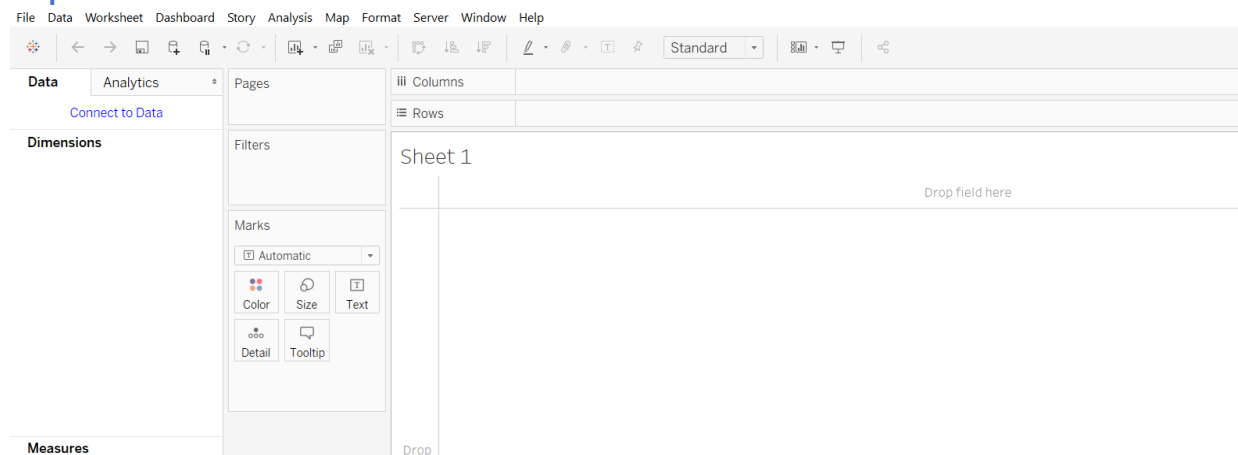 File Data Worksheet Dashboard Story Analysis Map Format Server Window Help
Standard
Data Analytics
Connect to Data
Dimensions
Measures
Pages
Filters
Marks
Automatic
Color Size Text
Detail Tooltip
Columns
Rows
Sheet 1
Drop field here
Drop